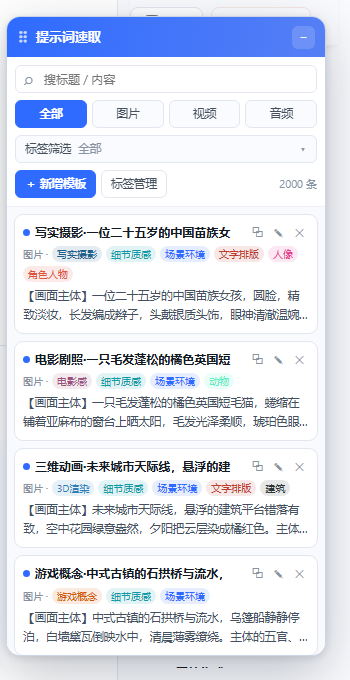 提示词速取
搜标题 / 内容
全部 图片 视频 音频
标签筛选 全部
+ 新增模板 标签管理 2000 条
写实摄影·一位二十五岁的中国苗族女
图片· 写实摄影 细节质感 场景环境 文字排版 人像
角色人物
【画面主体】一位二十五岁的中国苗族女孩，圆脸，精
致淡妆，长发编成辫子，头戴银质头饰，眼神清澈温婉...
电影剧照·一只毛发蓬松的橘色英国短
图片· 电影感 细节质感 场景环境 动物
【画面主体】一只毛发蓬松的橘色英国短毛猫，蜷缩在
铺着亚麻布的窗台上晒太阳，毛发光泽柔顺，琥珀色眼...
三维动画·未来城市天际线，悬浮的建
图片· 3D渲染 细节质感 场景环境 文字排版 建筑
【画面主体】未来城市天际线，悬浮的建筑平台错落有
致，空中花园绿意盎然，夕阳把云层染成橘红色。主体...
游戏概念·中式古镇的石拱桥与流水，
图片· 游戏概念 细节质感 场景环境
【画面主体】中式古镇的石拱桥与流水，乌篷船静静停
泊，白墙黛瓦倒映水中，清晨薄雾缭绕。主体的五官、...